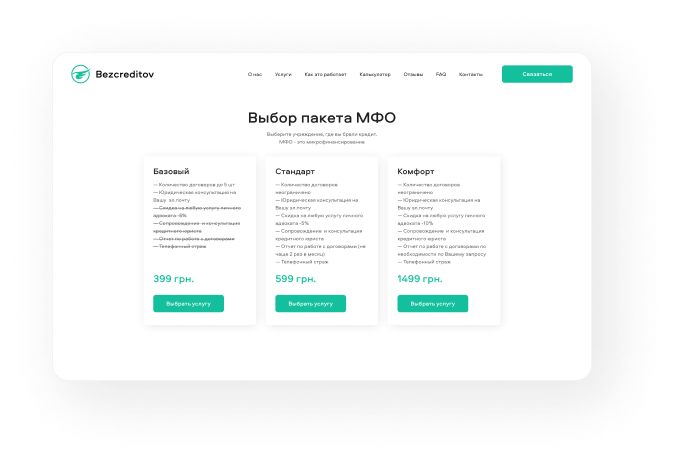 Bezcreditov
О нас Услуги Как это работает Калькулятор Отзывы FAQ Контакты
Связаться
Выбор пакета МФО
Выберите учреждение, где вы брали кредит.
МФО - это микрофинансирование
Базовый
— Количество договоров до 5 шт
— Юридическая консультация на
Вашу эл.почту
— Скидка на любую услугу личного
адвоката -5%
— Сопровождение и консультация
кредитного юриста
— Отчет по работе с договорами
— Телефонный страж
399 грн.
Выбрать услугу
Стандарт
— Количество договоров
неограничено
— Юридическая консультация на
Вашу эл.почту
— Скидка на любую услугу личного
адвоката -5%
— Сопровождение и консультация
кредитного юриста
— Отчет по работе с договорами (не
чаще 2 раз в месяц)
— Телефонный страж
599 грн.
Выбрать услугу
Комфорт
— Количество договоров
неограничено
— Юридическая консультация на
Вашу эл.почту
— Скидка на любую услугу личного
адвоката -10%
— Сопровождение и консультация
кредитного юриста
— Отчет по работе с договорами по
необходимости по Вашему запросу
— Телефонный страж
1499 грн.
Выбрать услугу